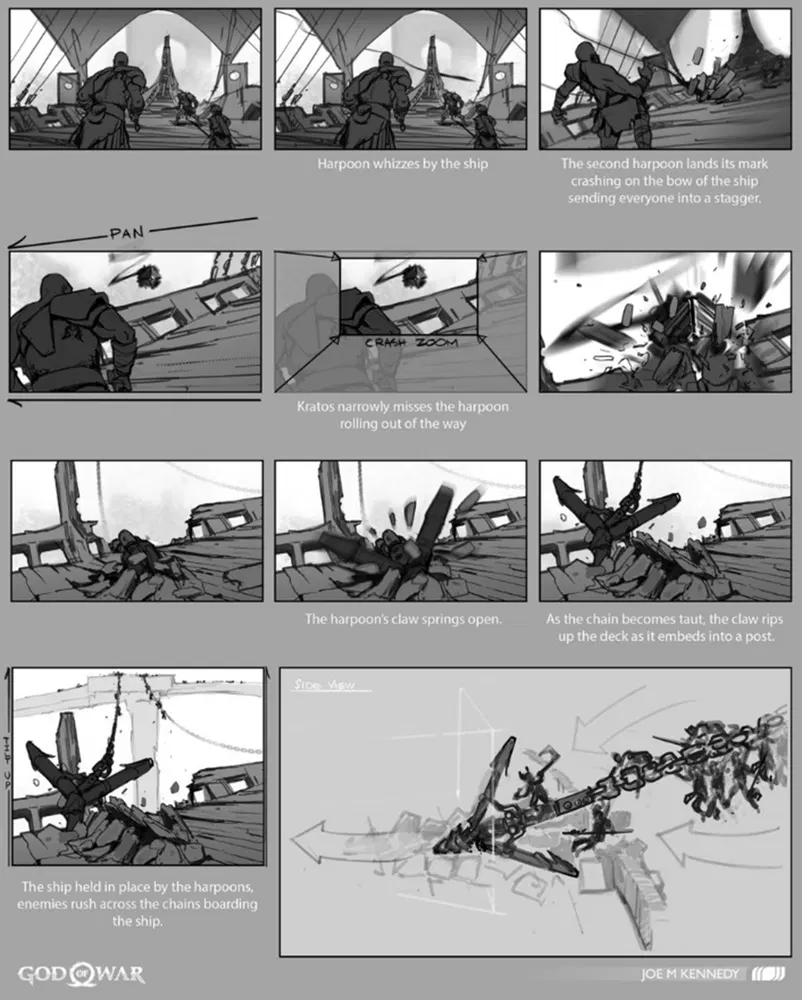 Harpoon whizzes by the ship
The second harpoon lands its mark
crashing on the bow of the ship
sending everyone into a stagger.
PAN
CRASH ZOOM
Kratos narrowly misses the harpoon
rolling out of the way
The harpoon's claw springs open.
As the chain becomes taut, the claw rips
up the deck as it embeds into a post.
TILT UP
SIDE VIEW
The ship held in place by the harpoons,
enemies rush across the chains boarding
the ship.
GOD OF WAR
JOE M KENNEDY